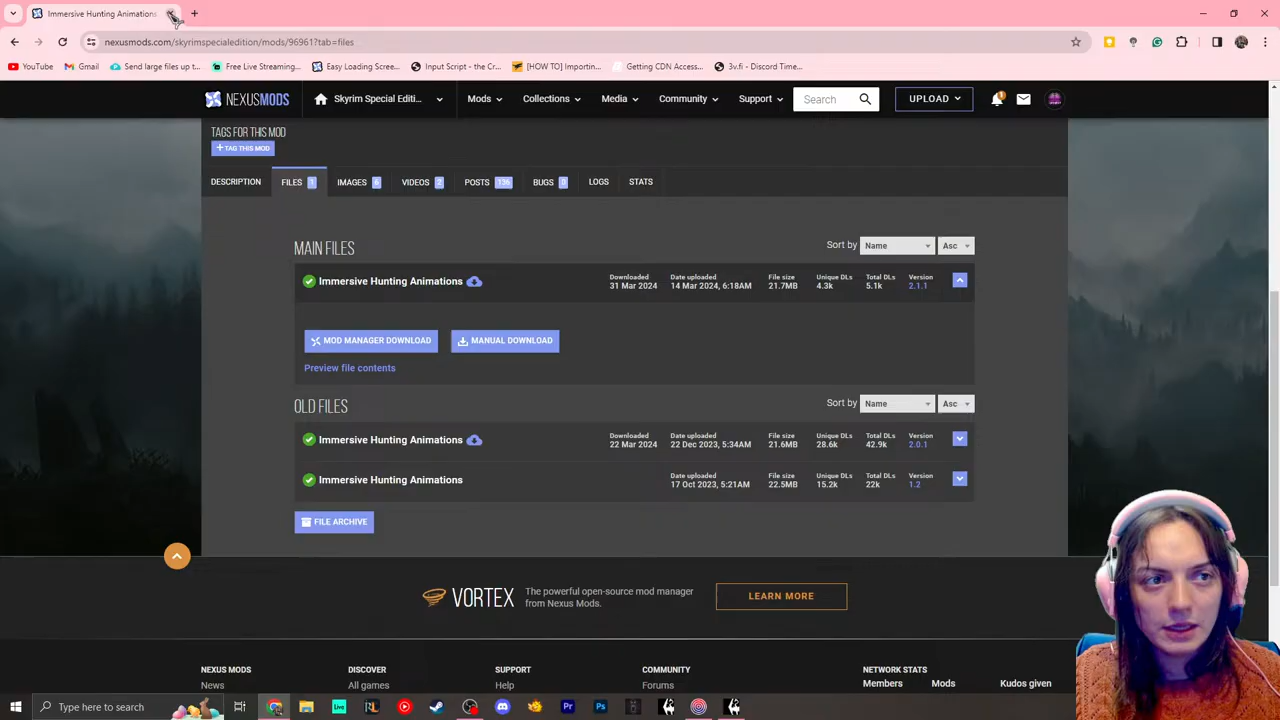 Immersive Hunting Animations
nexusmods.com/skyrimspecialedition/mods/96961?tab=files
YouTube
Gmail
Send large files up t...
Free Live Streaming...
Easy Loading Scree...
Input Script - the Cr...
[HOW TO] Importin...
Getting CDN Access...
3v.fi - Discord Time...
NEXUSMODS
Skyrim Special Editi...
Mods
Collections
Media
Community
Support
Search
UPLOAD
1
TAGS FOR THIS MOD
+ TAG THIS MOD
DESCRIPTION
FILES 1
IMAGES 6
VIDEOS 2
POSTS 136
BUGS 0
LOGS
STATS
MAIN FILES
Sort by Name Asc
Immersive Hunting Animations
Downloaded
31 Mar 2024
Date uploaded
14 Mar 2024, 6:18AM
File size
21.7MB
Unique DLs
4.3k
Total DLs
5.1k
Version
2.1.1
MOD MANAGER DOWNLOAD
MANUAL DOWNLOAD
Preview file contents
OLD FILES
Sort by Name Asc
Immersive Hunting Animations
Downloaded
22 Mar 2024
Date uploaded
22 Dec 2023, 5:34AM
File size
21.6MB
Unique DLs
28.6k
Total DLs
42.9k
Version
2.0.1
Immersive Hunting Animations
Date uploaded
17 Oct 2023, 5:21AM
File size
22.5MB
Unique DLs
15.2k
Total DLs
22k
Version
1.2
FILE ARCHIVE
VORTEX
The powerful open-source mod manager
from Nexus Mods.
LEARN MORE
NEXUS MODS
News
DISCOVER
All games
SUPPORT
Help
COMMUNITY
Forums
NETWORK STATS
Members
Mods
Kudos given
Type here to search
Live
Pr
Ps